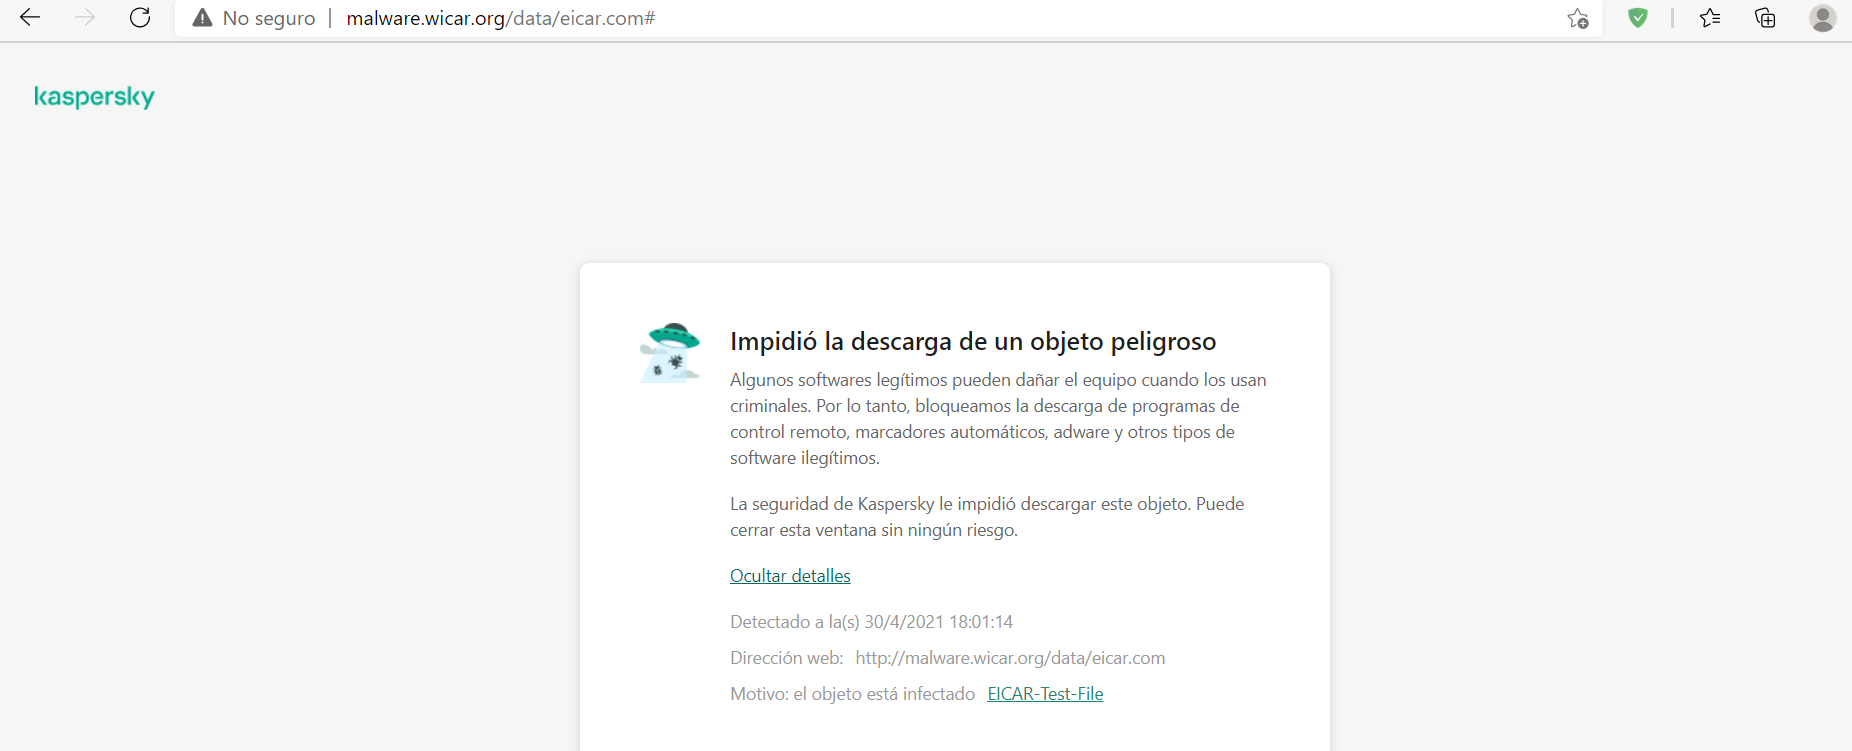 No seguro | malware.wicar.org/data/eicar.com#
kaspersky
Impidió la descarga de un objeto peligroso
Algunos softwares legítimos pueden dañar el equipo cuando los usan
criminales. Por lo tanto, bloqueamos la descarga de programas de
control remoto, marcadores automáticos, adware y otros tipos de
software ilegítimos.
La seguridad de Kaspersky le impidió descargar este objeto. Puede
cerrar esta ventana sin ningún riesgo.
Ocultar detalles
Detectado a la(s) 30/4/2021 18:01:14
Dirección web: http://malware.wicar.org/data/eicar.com
Motivo: el objeto está infectado EICAR-Test-File